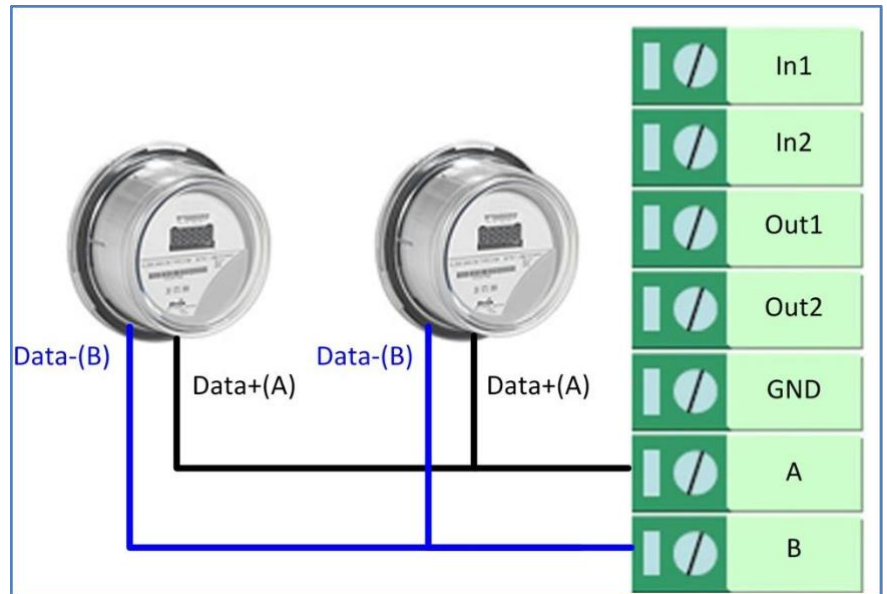 In1
In2
Out1
Out2
GND
A
B
Data-(B)
Data+(A)
Data-(B)
Data+(A)